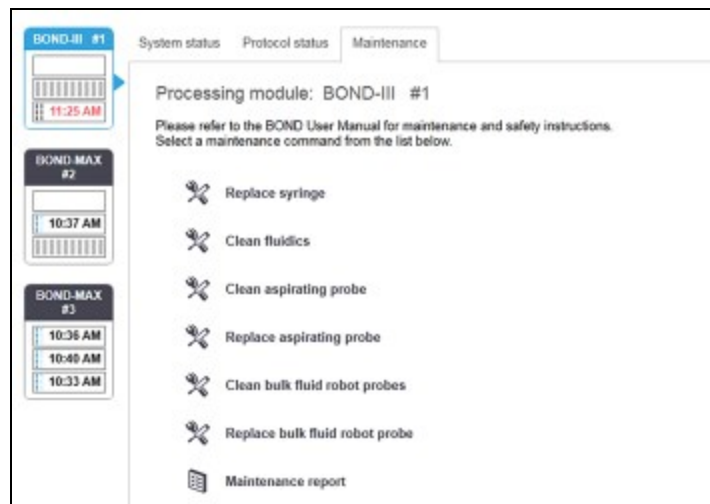 BOND-III #1
11:25 AM
BOND-MAX
#2
10:37 AM
BOND-MAX
#3
10:36 AM
10:40 AM
10:33 AM
System status Protocol status Maintenance
Processing module: BOND-III #1
Please refer to the BOND User Manual for maintenance and safety instructions.
Select a maintenance command from the list below.
Replace syringe
Clean fluidics
Clean aspirating probe
Replace aspirating probe
Clean bulk fluid robot probes
Replace bulk fluid robot probe
Maintenance report